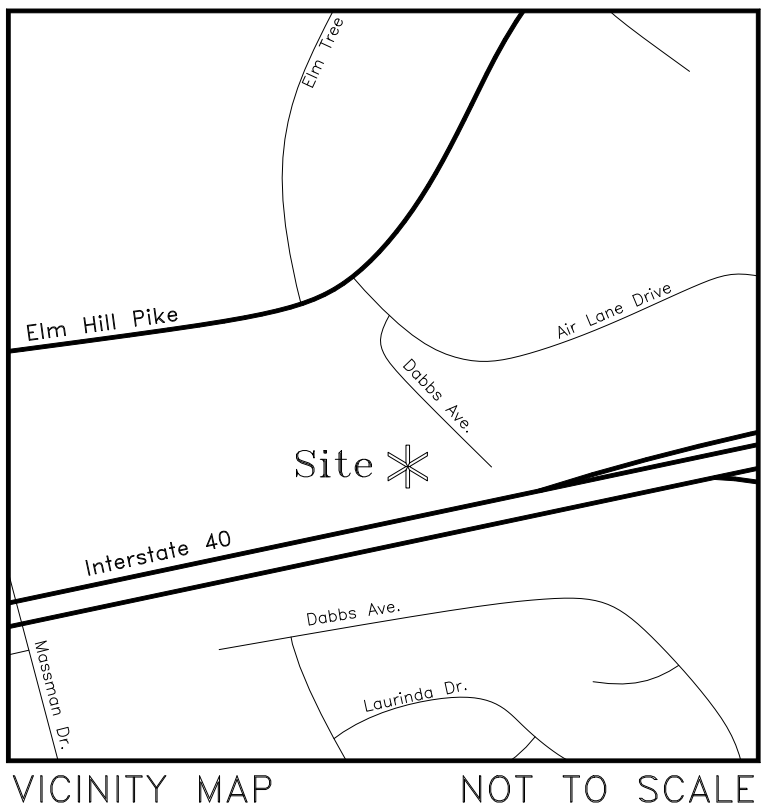 Elm Tree
Elm Hill Pike
Air Lane Drive
Dabbs Ave.
Site
Interstate 40
Dabbs Ave.
Massman Dr.
Laurinda Dr.
VICINITY MAP NOT TO SCALE